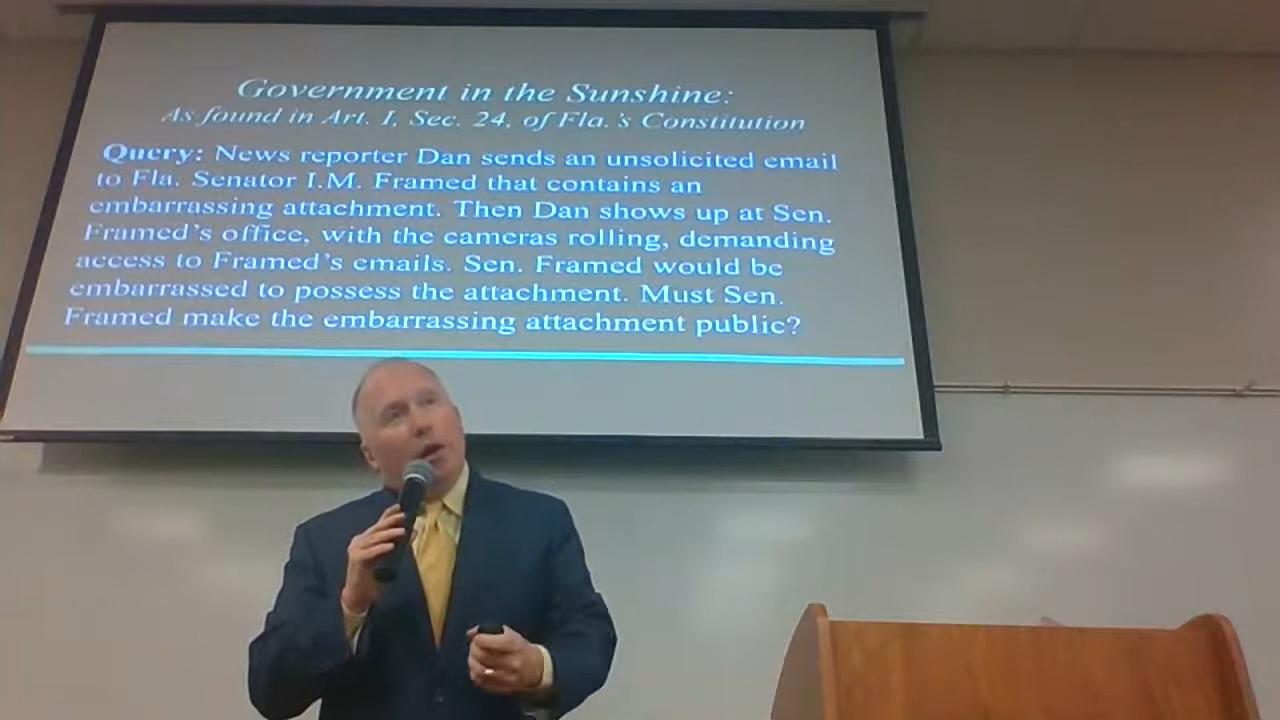 Government in the Sunshine:
As found in Art. I, Sec. 24, of Fla.'s Constitution
Query: News reporter Dan sends an unsolicited email
to Fla. Senator I.M. Framed that contains an
embarrassing attachment. Then Dan shows up at Sen.
Framed's office, with the cameras rolling, demanding
access to Framed's emails. Sen. Framed would be
embarrassed to possess the attachment. Must Sen.
Framed make the embarrassing attachment public?